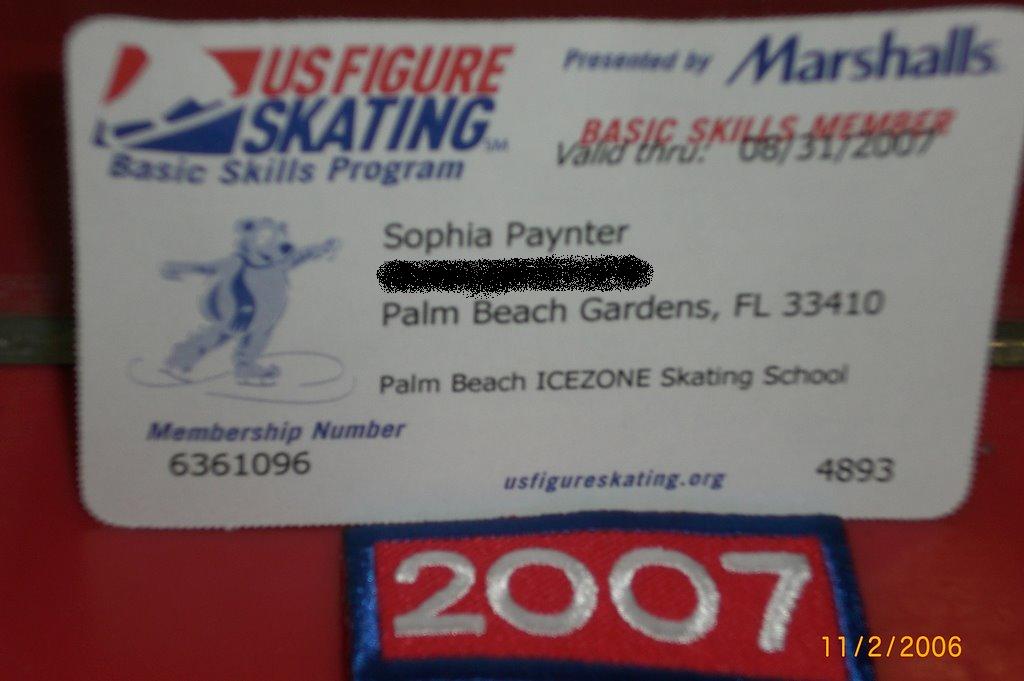 US FIGURE
SKATING SM
Basic Skills Program
Presented by Marshalls.
BASIC SKILLS MEMBER
Valid thru: 08/31/2007
Sophia Paynter
Palm Beach Gardens, FL 33410
Palm Beach ICEZONE Skating School
Membership Number
6361096
usfigureskating.org
4893
2007
11/2/2006